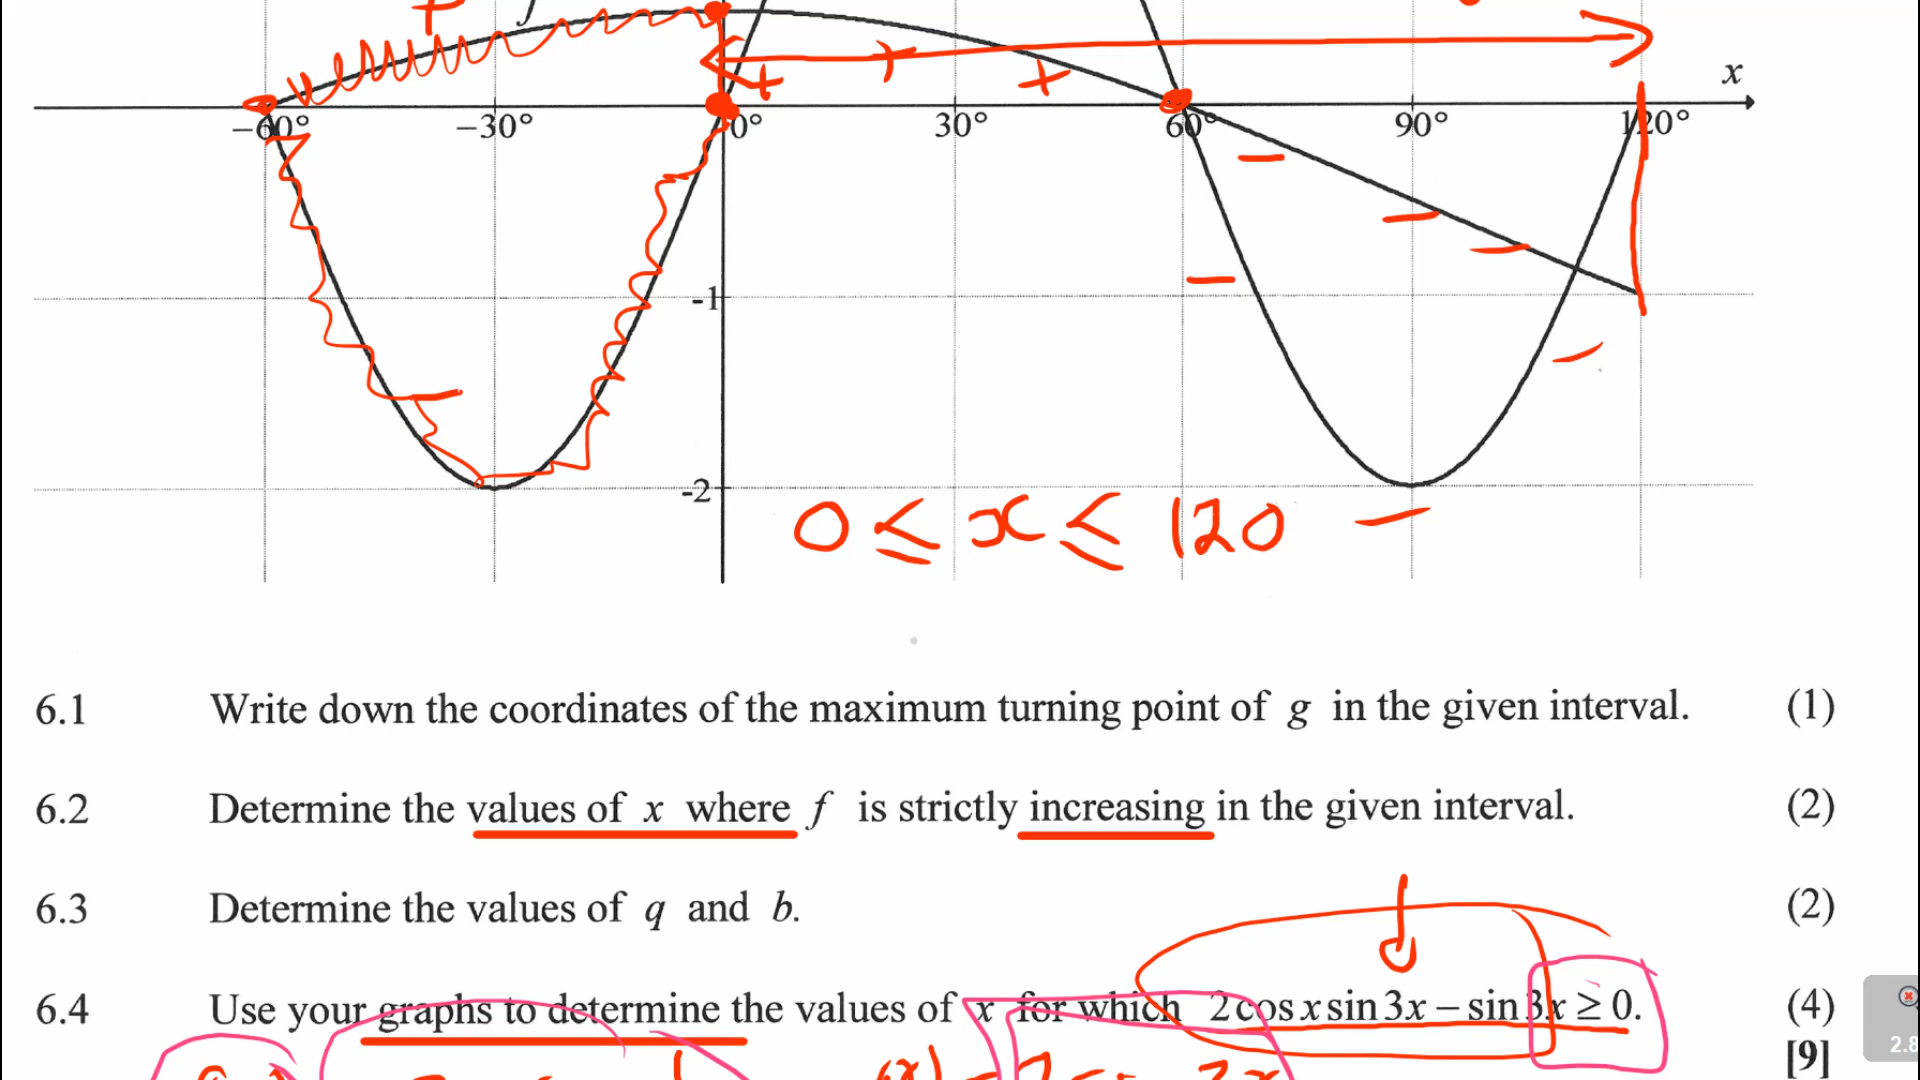 f
x
−60° −30° 0° 30° 60° 90° 120°
-1
-2
0 ≤ x ≤ 120
6.1 Write down the coordinates of the maximum turning point of g in the given interval. (1)
6.2 Determine the values of x where f is strictly increasing in the given interval. (2)
6.3 Determine the values of q and b. (2)
6.4 Use your graphs to determine the values of x for which 2 cos x sin 3x − sin 3x ≥ 0. (4)
[9]
2.8